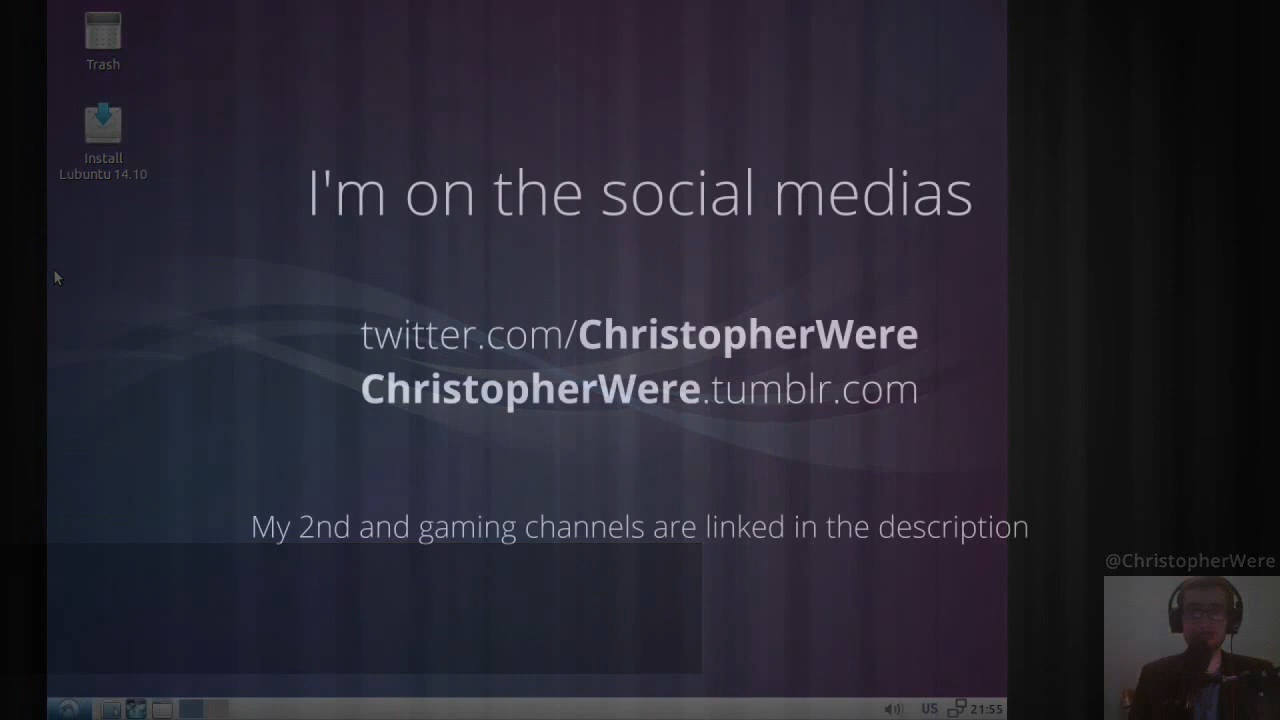 Trash
Install
Lubuntu 14.10
I'm on the social medias
twitter.com/ChristopherWere
ChristopherWere.tumblr.com
My 2nd and gaming channels are linked in the description
@ChristopherWere
US 21:55